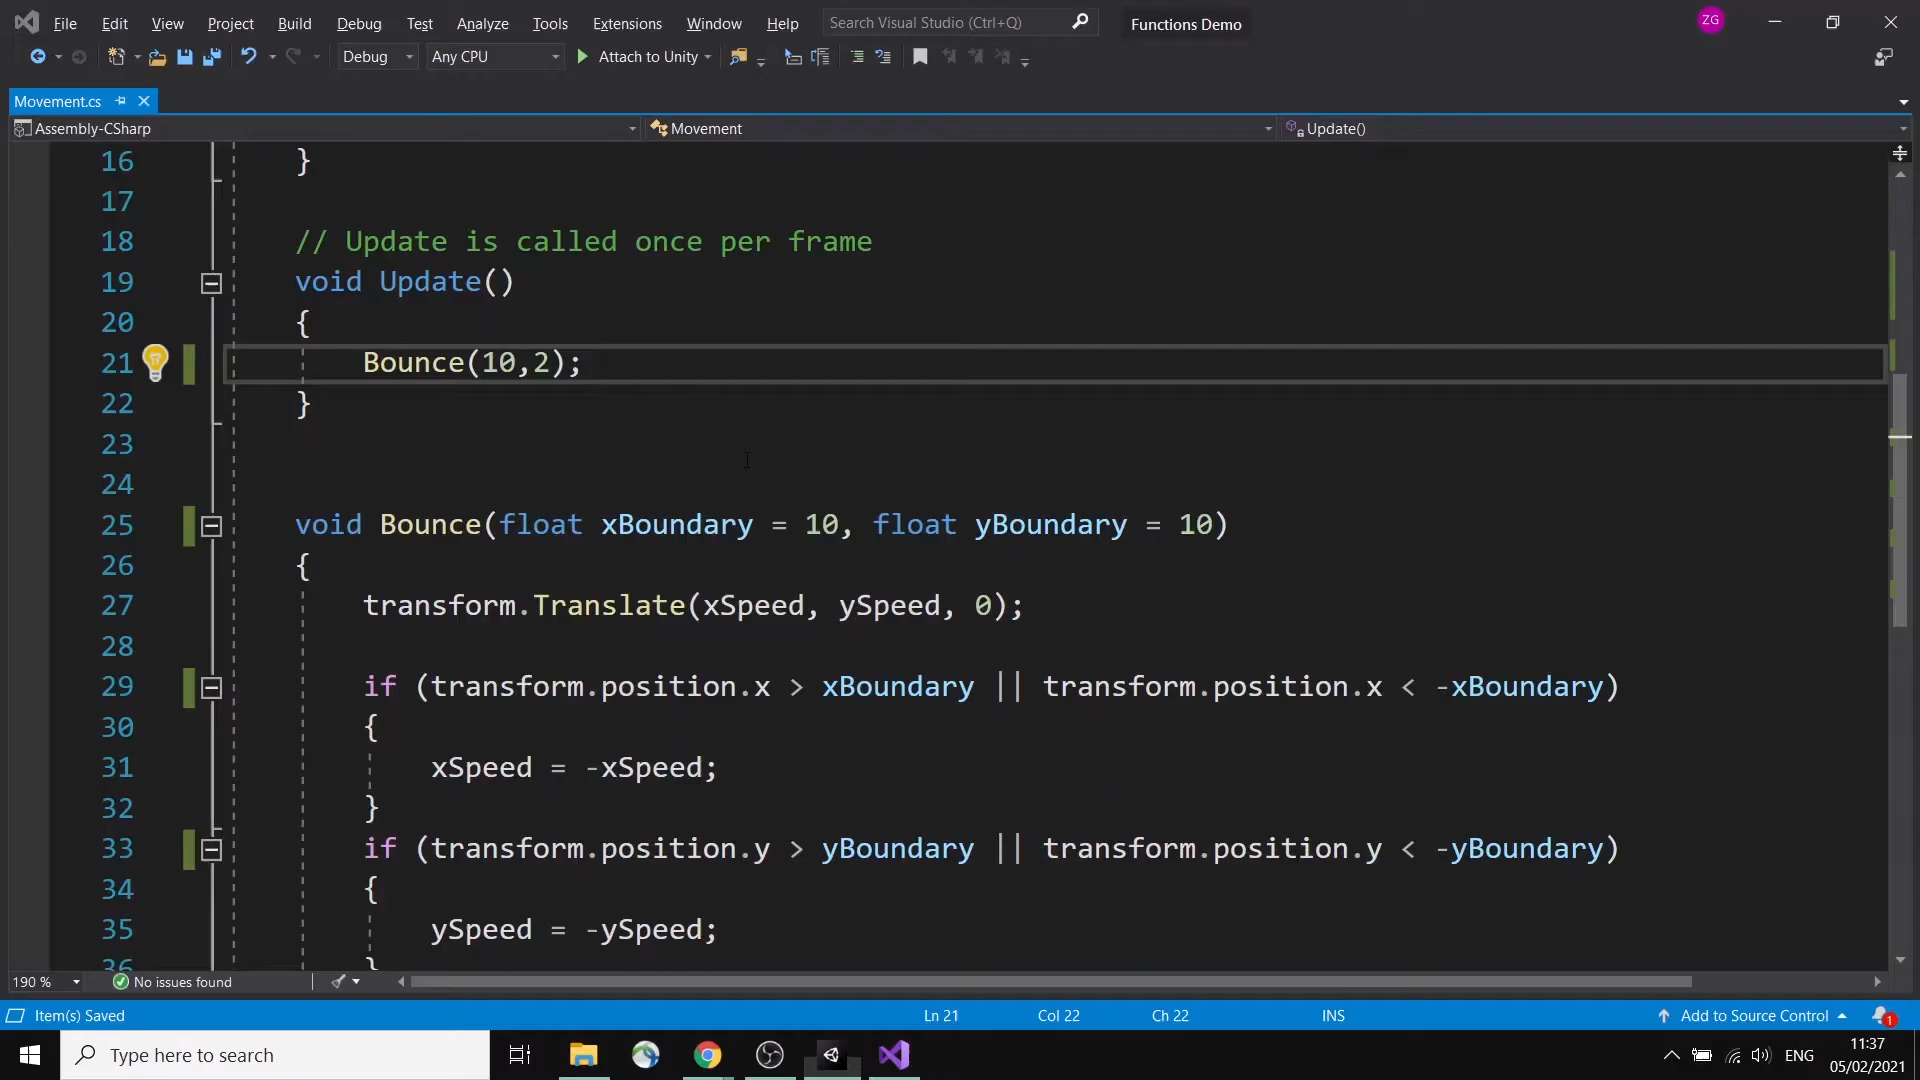 File Edit View Project Build Debug Test Analyze Tools Extensions Window Help Search Visual Studio (Ctrl+Q) Functions Demo ZG
Debug Any CPU Attach to Unity
Movement.cs
Assembly-CSharp Movement Update()
16 }
17
18 // Update is called once per frame
19 void Update()
20 {
21 Bounce(10,2);
22 }
23
24
25 void Bounce(float xBoundary = 10, float yBoundary = 10)
26 {
27 transform.Translate(xSpeed, ySpeed, 0);
28
29 if (transform.position.x > xBoundary || transform.position.x < -xBoundary)
30 {
31 xSpeed = -xSpeed;
32 }
33 if (transform.position.y > yBoundary || transform.position.y < -yBoundary)
34 {
35 ySpeed = -ySpeed;
36 }
190 % No issues found
Item(s) Saved Ln 21 Col 22 Ch 22 INS Add to Source Control 1
Type here to search ENG 11:37
05/02/2021